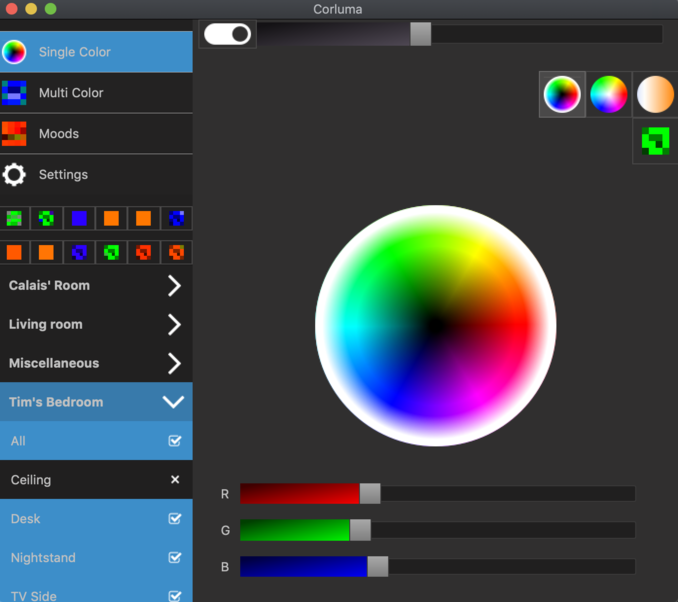 Corluma
Single Color
Multi Color
Moods
Settings
Calais' Room
Living room
Miscellaneous
Tim's Bedroom
All
Ceiling
Desk
Nightstand
TV Side
R
G
B